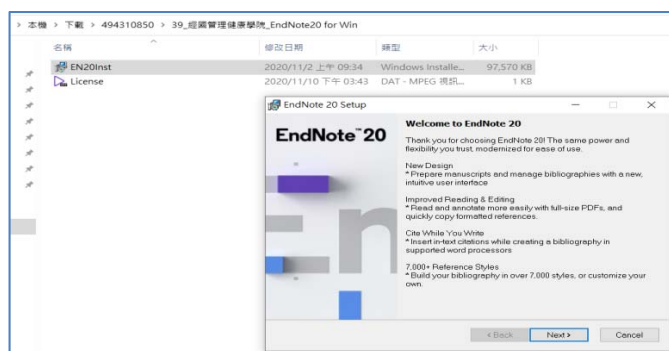 > 本機 > 下載 > 494310850 > 39_經國管理健康學院_EndNote20 for Win
名稱 修改日期 類型 大小
EN20Inst 2020/11/2 上午 09:34 Windows Installe... 97,570 KB
License 2020/11/10 下午 03:43 DAT - MPEG 視訊... 1 KB
EndNote 20 Setup
EndNote™ 20
Welcome to EndNote 20
Thank you for choosing EndNote 20! The same power and
flexibility you trust, modernized for ease of use.
New Design
* Prepare manuscripts and manage bibliographies with a new,
intuitive user interface
Improved Reading & Editing
* Read and annotate more easily with full-size PDFs, and
quickly copy formatted references.
Cite While You Write
* Insert in-text citations while creating a bibliography in
supported word processors
7,000+ Reference Styles
* Build your bibliography in over 7,000 styles, or customize your
own.
< Back Next > Cancel